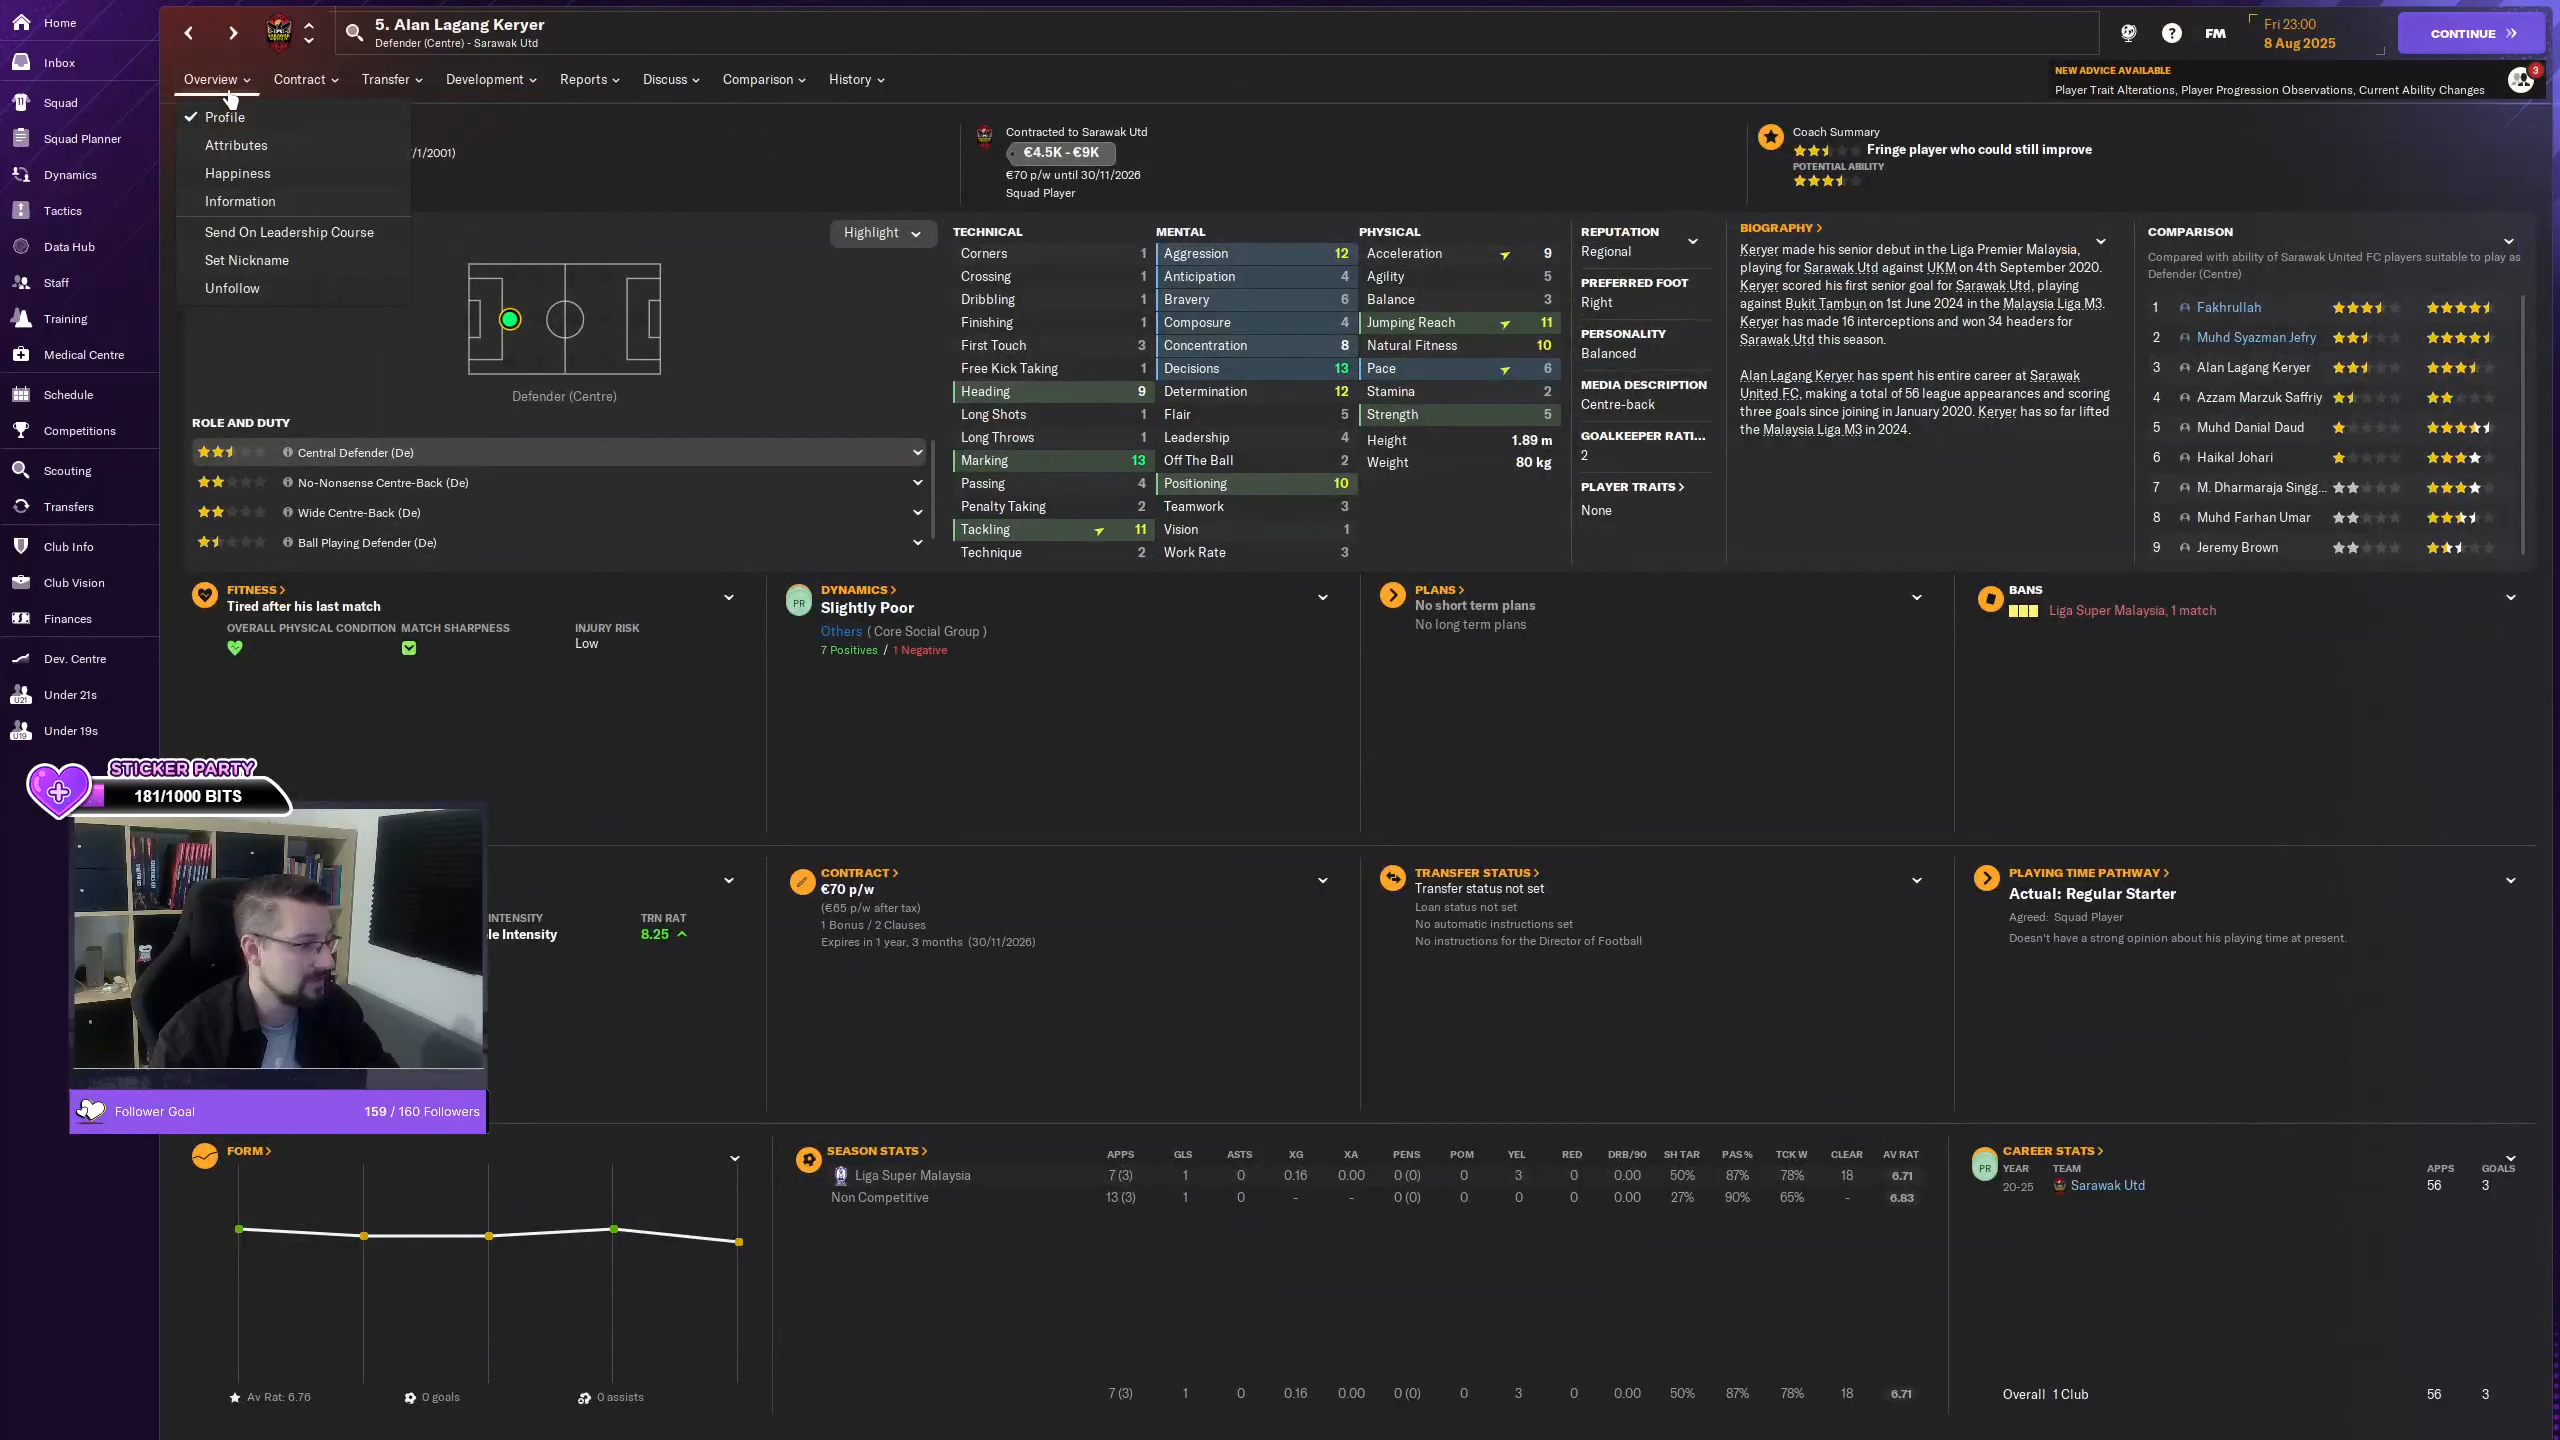 Home
Inbox
Squad
Squad Planner
Dynamics
Tactics
Data Hub
Staff
Training
Medical Centre
Schedule
Competitions
Scouting
Transfers
Club Info
Club Vision
Finances
Dev. Centre
Under 21s
Under 19s
5. Alan Lagang Keryer
Defender (Centre) - Sarawak Utd
FM
Fri 23:00
8 Aug 2025
CONTINUE
Overview Contract Transfer Development Reports Discuss Comparison History
NEW ADVICE AVAILABLE
Player Trait Alterations, Player Progression Observations, Current Ability Changes
3
Profile
Attributes
Happiness
Information
Send On Leadership Course
Set Nickname
Unfollow
/1/2001)
Contracted to Sarawak Utd
€4.5K - €9K
€70 p/w until 30/11/2026
Squad Player
Coach Summary
Fringe player who could still improve
POTENTIAL ABILITY
Highlight
Defender (Centre)
ROLE AND DUTY
Central Defender (De)
No-Nonsense Centre-Back (De)
Wide Centre-Back (De)
Ball Playing Defender (De)
TECHNICAL
Corners 1
Crossing 1
Dribbling 1
Finishing 1
First Touch 3
Free Kick Taking 1
Heading 9
Long Shots 1
Long Throws 1
Marking 13
Passing 4
Penalty Taking 2
Tackling 11
Technique 2
MENTAL
Aggression 12
Anticipation 4
Bravery 6
Composure 4
Concentration 8
Decisions 13
Determination 12
Flair 5
Leadership 4
Off The Ball 2
Positioning 10
Teamwork 3
Vision 1
Work Rate 3
PHYSICAL
Acceleration 9
Agility 5
Balance 3
Jumping Reach 11
Natural Fitness 10
Pace 6
Stamina 2
Strength 5
Height 1.89 m
Weight 80 kg
REPUTATION
Regional
PREFERRED FOOT
Right
PERSONALITY
Balanced
MEDIA DESCRIPTION
Centre-back
GOALKEEPER RATI...
2
PLAYER TRAITS >
None
BIOGRAPHY >
Keryer made his senior debut in the Liga Premier Malaysia,
playing for Sarawak Utd against UKM on 4th September 2020.
Keryer scored his first senior goal for Sarawak Utd, playing
against Bukit Tambun on 1st June 2024 in the Malaysia Liga M3.
Keryer has made 16 interceptions and won 34 headers for
Sarawak Utd this season.
Alan Lagang Keryer has spent his entire career at Sarawak
United FC, making a total of 56 league appearances and scoring
three goals since joining in January 2020. Keryer has so far lifted
the Malaysia Liga M3 in 2024.
COMPARISON
Compared with ability of Sarawak United FC players suitable to play as
Defender (Centre)
1 Fakhrullah
2 Muhd Syazman Jefry
3 Alan Lagang Keryer
4 Azzam Marzuk Saffriy
5 Muhd Danial Daud
6 Haikal Johari
7 M. Dharmaraja Singg...
8 Muhd Farhan Umar
9 Jeremy Brown
FITNESS >
Tired after his last match
OVERALL PHYSICAL CONDITION MATCH SHARPNESS INJURY RISK
Low
PR
DYNAMICS >
Slightly Poor
Others ( Core Social Group )
7 Positives / 1 Negative
PLANS >
No short term plans
No long term plans
BANS
Liga Super Malaysia, 1 match
STICKER PARTY
181/1000 BITS
INTENSITY TRN RAT
le Intensity 8.25
Follower Goal 159 / 160 Followers
CONTRACT >
€70 p/w
(€65 p/w after tax)
1 Bonus / 2 Clauses
Expires in 1 year, 3 months (30/11/2026)
TRANSFER STATUS >
Transfer status not set
Loan status not set
No automatic instructions set
No instructions for the Director of Football
PLAYING TIME PATHWAY >
Actual: Regular Starter
Agreed: Squad Player
Doesn't have a strong opinion about his playing time at present.
FORM >
Av Rat: 6.76 0 goals 0 assists
SEASON STATS > APPS GLS ASTS XG XA PENS POM YEL RED DRB/90 SH TAR PAS % TCK W CLEAR AV RAT
Liga Super Malaysia 7 (3) 1 0 0.16 0.00 0 (0) 0 3 0 0.00 50% 87% 78% 18 6.71
Non Competitive 13 (3) 1 0 - - 0 (0) 0 0 0 0.00 27% 90% 65% - 6.83
7 (3) 1 0 0.16 0.00 0 (0) 0 3 0 0.00 50% 87% 78% 18 6.71
PR
CAREER STATS >
YEAR TEAM APPS GOALS
20-25 Sarawak Utd 56 3
Overall 1 Club 56 3